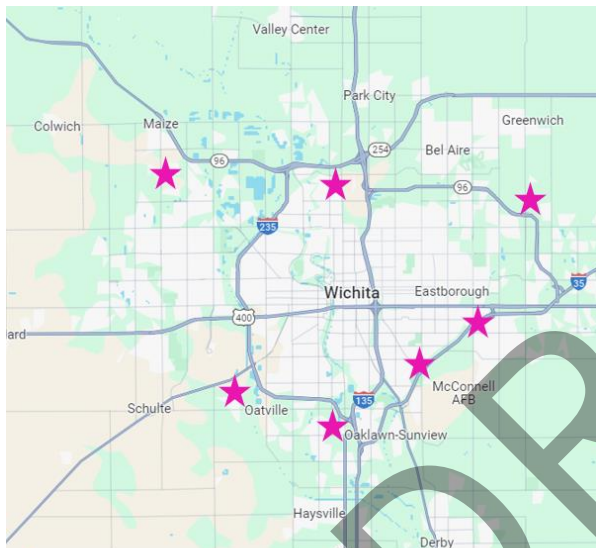 Valley Center
Park City
Colwich
Maize
Greenwich
Bel Aire
254
96
96
235
35
Wichita
Eastborough
400
ard
McConnell
AFB
Schulte
Oatville
135
Oaklawn-Sunview
Haysville
Derby